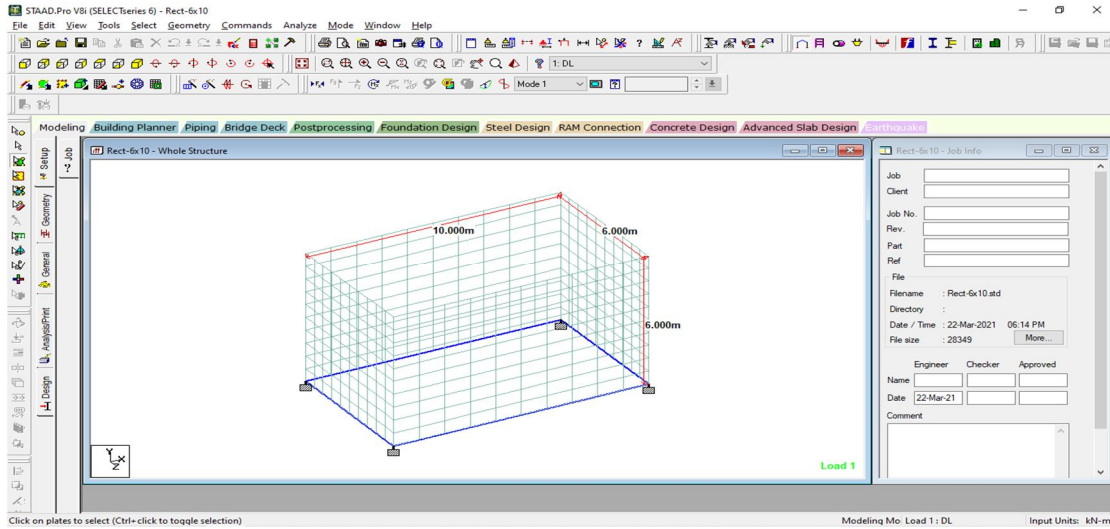 STAAD.Pro V8i (SELECTseries 6) - Rect-6x10
File Edit View Tools Select Geometry Commands Analyze Mode Window Help
1: DL
Mode 1
Modeling Building Planner Piping Bridge Deck Postprocessing Foundation Design Steel Design RAM Connection Concrete Design Advanced Slab Design Earthquake
Setup
Geometry
General
Analysis/Print
Design
Job
Rect-6x10 - Whole Structure
10.000m
6.000m
6.000m
Y
X
Z
Load 1
Rect-6x10 - Job Info
Job
Client
Job No.
Rev.
Part
Ref
File
Filename : Rect-6x10.std
Directory :
Date / Time : 22-Mar-2021 06:14 PM
File size : 28349 More...
Engineer Checker Approved
Name
Date 22-Mar-21
Comment
Click on plates to select (Ctrl+click to toggle selection)
Modeling Mo Load 1 : DL
Input Units: kN-m